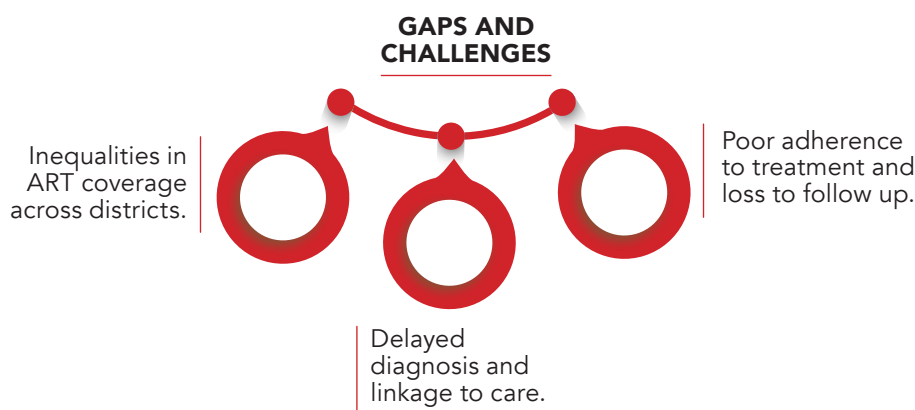 GAPS AND
CHALLENGES
Inequalities in
ART coverage
across districts.
Delayed
diagnosis and
linkage to care.
Poor adherence
to treatment and
loss to follow up.